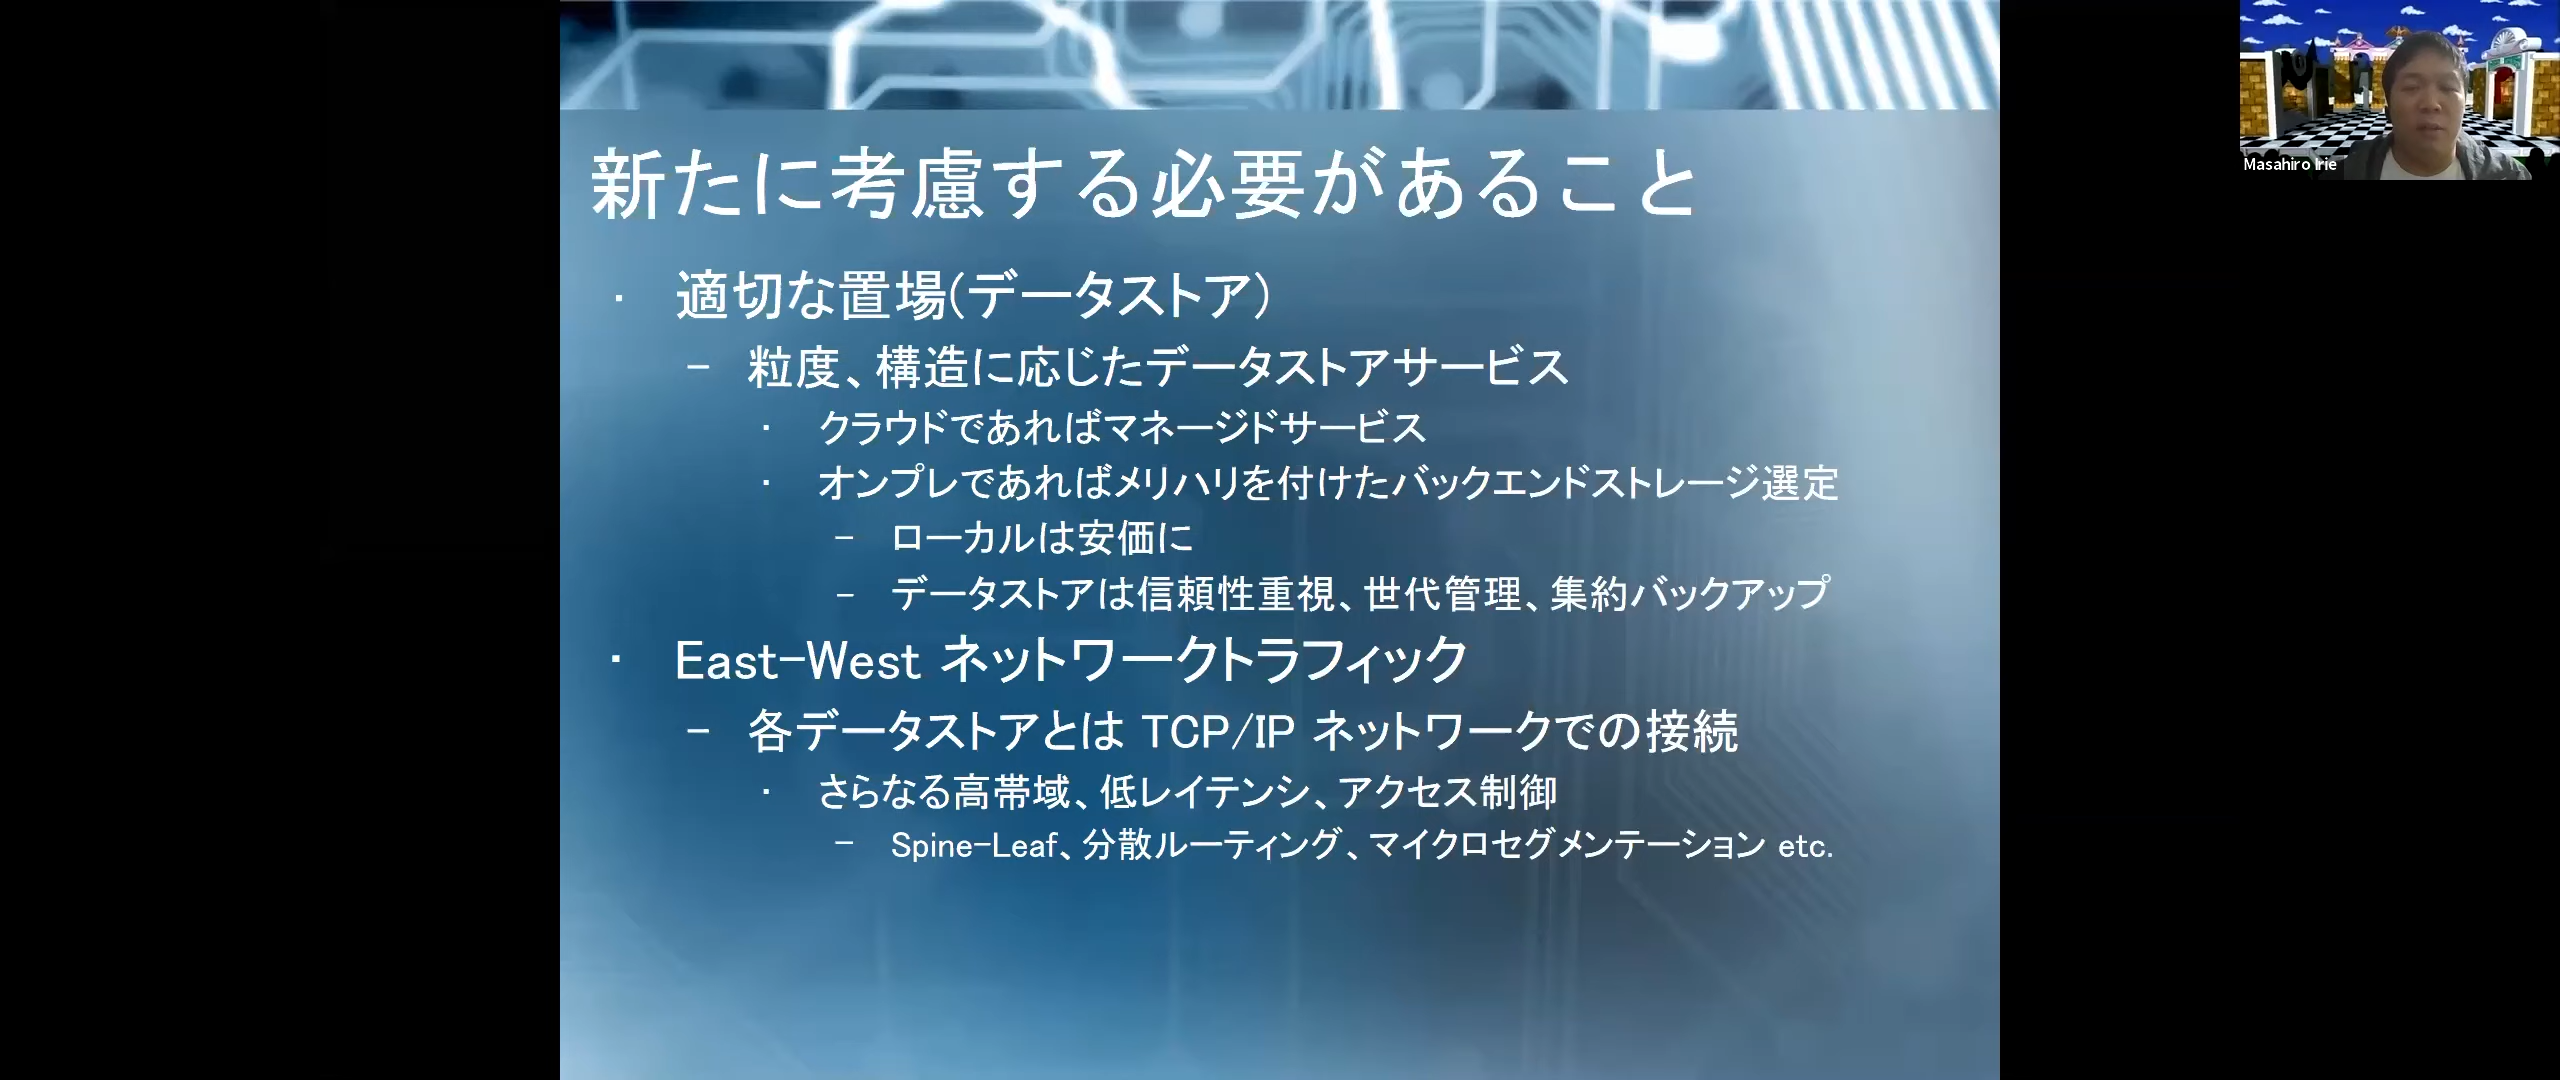 新たに考慮する必要があること
・ 適切な置場(データストア)
– 粒度、構造に応じたデータストアサービス
・ クラウドであればマネージドサービス
・ オンプレであればメリハリを付けたバックエンドストレージ選定
– ローカルは安価に
– データストアは信頼性重視、世代管理、集約バックアップ
・ East-West ネットワークトラフィック
– 各データストアとは TCP/IP ネットワークでの接続
・ さらなる高帯域、低レイテンシ、アクセス制御
– Spine-Leaf、分散ルーティング、マイクロセグメンテーション etc.
Masahiro Irie